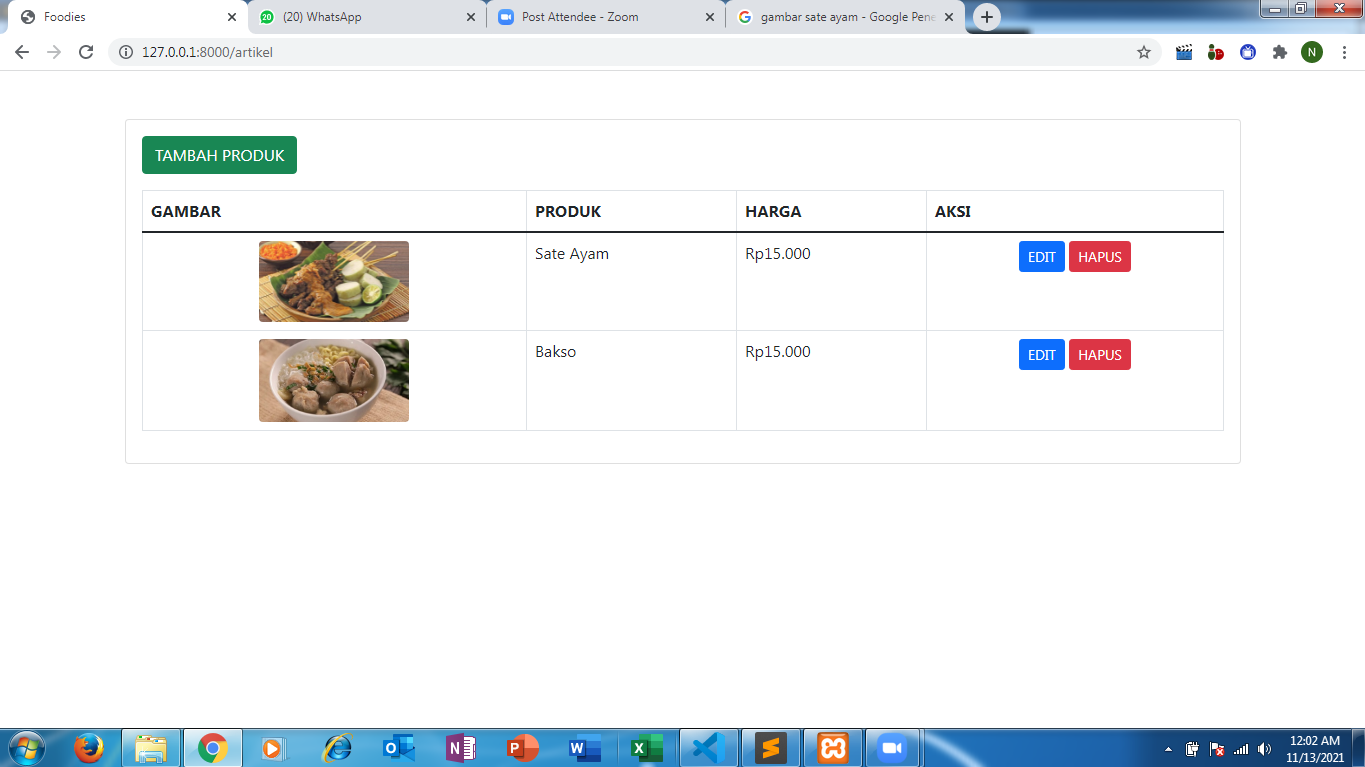 Foodies
20
(20) WhatsApp
Post Attendee - Zoom
gambar sate ayam - Google Pene
127.0.0.1:8000/artikel
N
TAMBAH PRODUK
GAMBAR PRODUK HARGA AKSI
Sate Ayam Rp15.000 EDIT HAPUS
Bakso Rp15.000 EDIT HAPUS
12:02 AM
11/13/2021